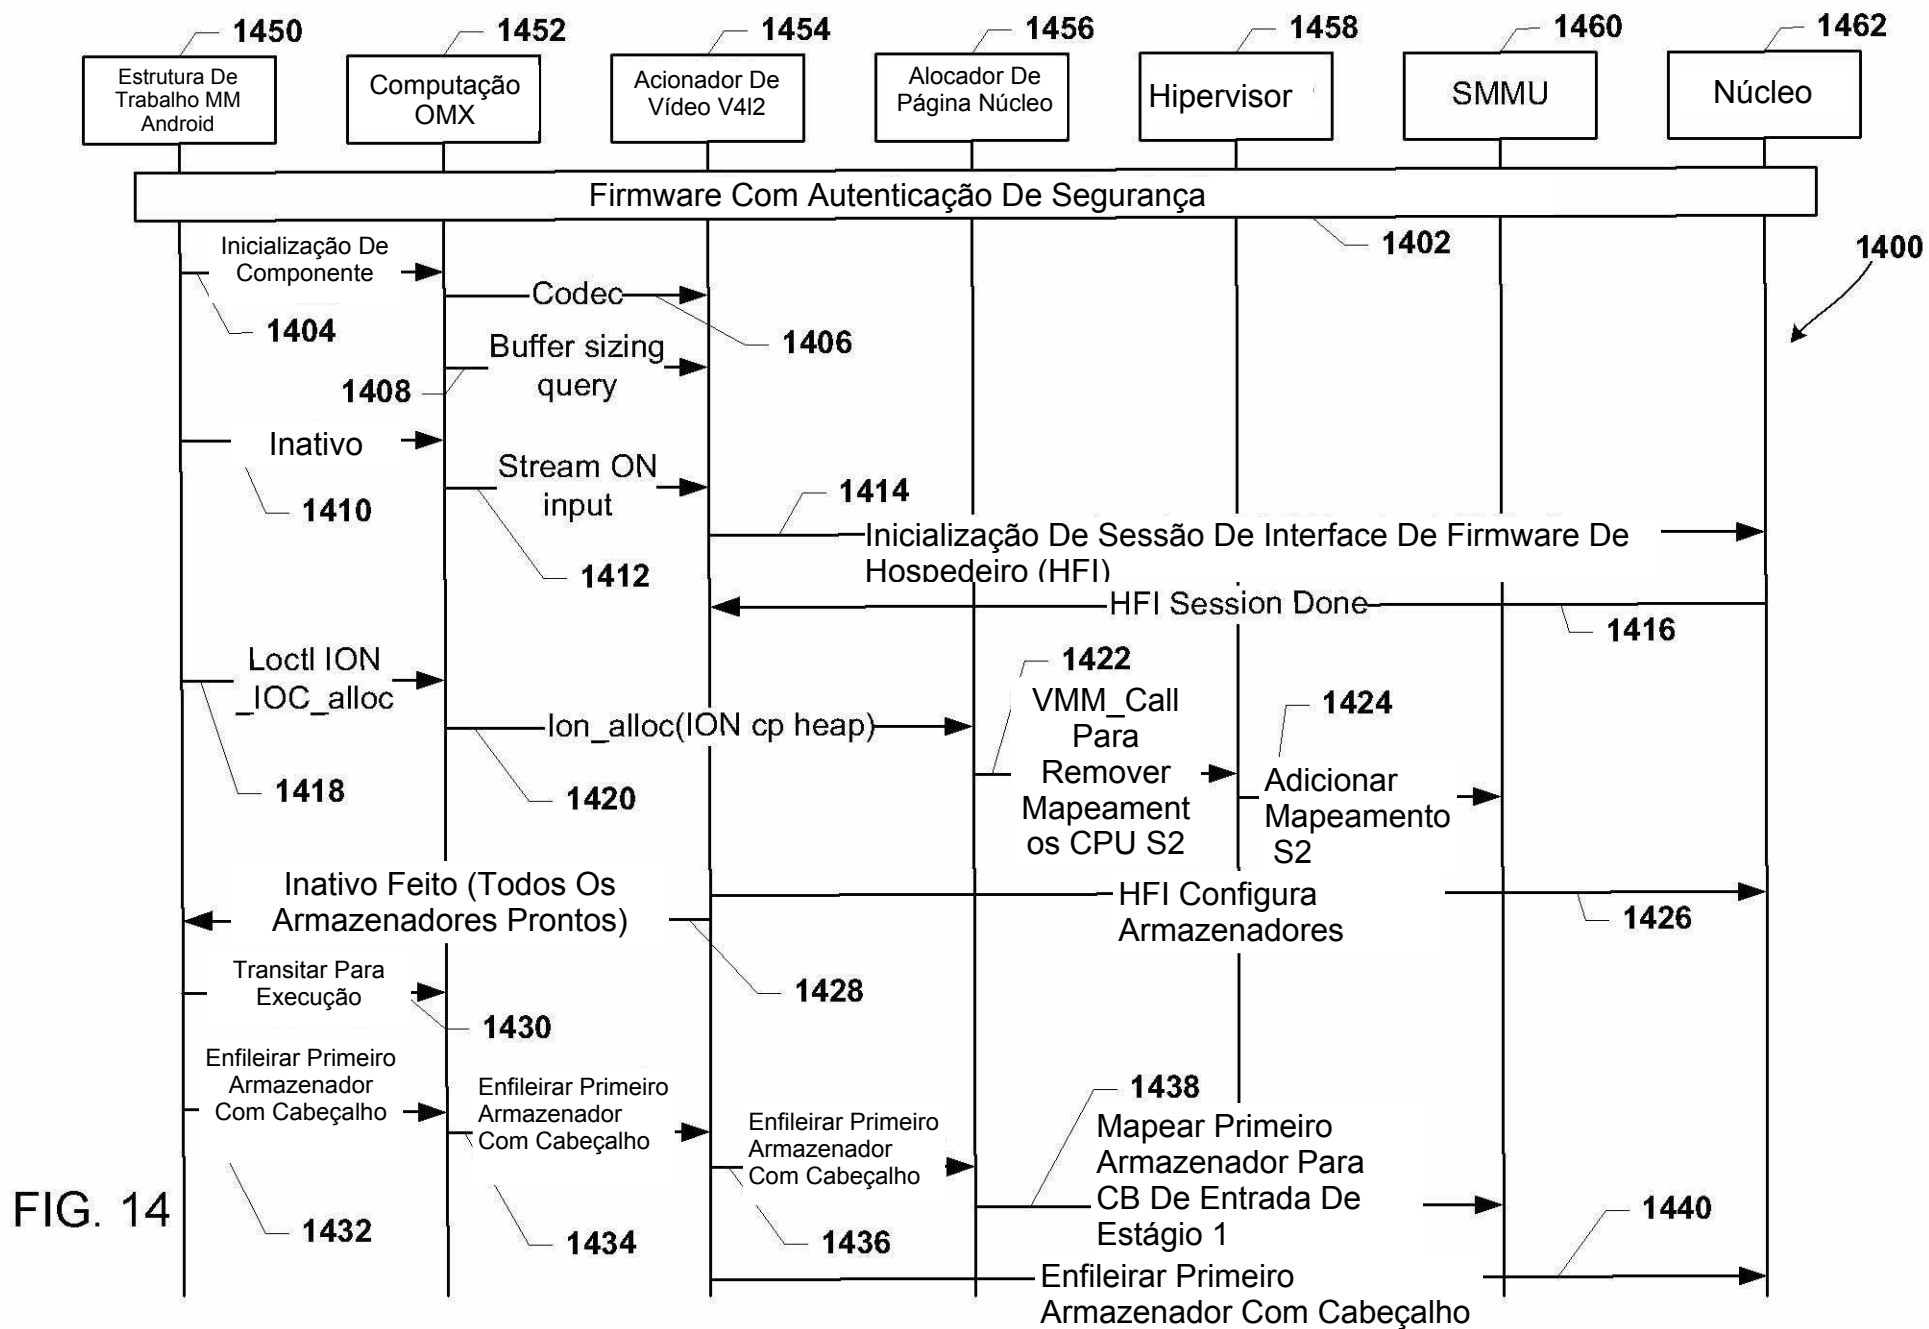 1450
1452
1454
1456
1458
1460
1462
Estrutura De
Trabalho MM
Android
Computação
OMX
Acionador De
Vídeo V4l2
Alocador De
Página Núcleo
Hipervisor
SMMU
Núcleo
Firmware Com Autenticação De Segurança
1402
1400
Inicialização De
Componente
1404
Codec
1406
Buffer sizing
query
1408
Inativo
1410
Stream ON
input
1412
1414
Inicialização De Sessão De Interface De Firmware De
Hospedeiro (HFI)
HFI Session Done
1416
Loctl ION
_IOC_alloc
1418
Ion_alloc(ION cp heap)
1420
1422
VMM_Call
Para
Remover
Mapeament
os CPU S2
1424
Adicionar
Mapeamento
S2
HFI Configura
Armazenadores
1426
Inativo Feito (Todos Os
Armazenadores Prontos)
1428
Transitar Para
Execução
1430
Enfileirar Primeiro
Armazenador
Com Cabeçalho
1432
Enfileirar Primeiro
Armazenador
Com Cabeçalho
1434
Enfileirar Primeiro
Armazenador
Com Cabeçalho
1436
1438
Mapear Primeiro
Armazenador Para
CB De Entrada De
Estágio 1
1440
Enfileirar Primeiro
Armazenador Com Cabeçalho
FIG. 14